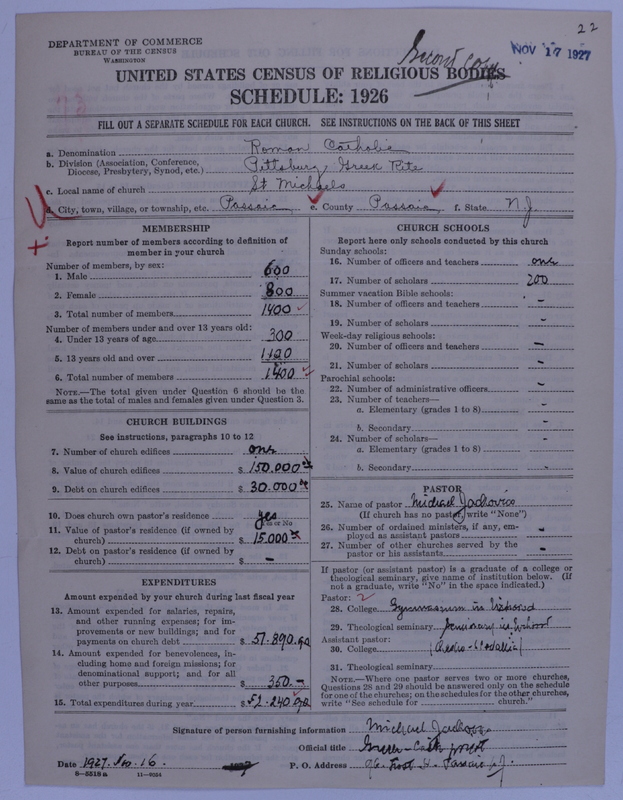 22
Second copy
NOV 17 1927
DEPARTMENT OF COMMERCE
BUREAU OF THE CENSUS
WASHINGTON
UNITED STATES CENSUS OF RELIGIOUS BODIES
SCHEDULE: 1926
73
FILL OUT A SEPARATE SCHEDULE FOR EACH CHURCH. SEE INSTRUCTIONS ON THE BACK OF THIS SHEET
a. Denomination Roman Catholic
b. Division (Association, Conference, Diocese, Presbytery, Synod, etc.) Pittsburg Greek Rite
c. Local name of church St Michaels
d. City, town, village, or township, etc. Passaic e. County Passaic f. State N.J.
MEMBERSHIP
Report number of members according to definition of
member in your church
Number of members, by sex:
1. Male 600
2. Female 800
3. Total number of members 1400
Number of members under and over 13 years old:
4. Under 13 years of age 300
5. 13 years old and over 1120
6. Total number of members 1400
NOTE.—The total given under Question 6 should be the
same as the total of males and females given under Question 3.
CHURCH BUILDINGS
See instructions, paragraphs 10 to 12
7. Number of church edifices one
8. Value of church edifices $ 150.000
9. Debt on church edifices $ 30.000
10. Does church own pastor's residence yes
Yes or No
11. Value of pastor's residence (if owned by
church) $ 15.000
12. Debt on pastor's residence (if owned by
church) $ –
EXPENDITURES
Amount expended by your church during last fiscal year
13. Amount expended for salaries, repairs,
and other running expenses; for im-
provements or new buildings; and for
payments on church debt $ 51.890.
14. Amount expended for benevolences, in-
cluding home and foreign missions; for
denominational support; and for all
other purposes $ 350.–
15. Total expenditures during year $ 52.240
CHURCH SCHOOLS
Report here only schools conducted by this church
Sunday schools:
16. Number of officers and teachers one
17. Number of scholars 200
Summer vacation Bible schools:
18. Number of officers and teachers –
19. Number of scholars –
Week-day religious schools:
20. Number of officers and teachers –
21. Number of scholars –
Parochial schools:
22. Number of administrative officers –
23. Number of teachers—
a. Elementary (grades 1 to 8) –
b. Secondary –
24. Number of scholars—
a. Elementary (grades 1 to 8) –
b. Secondary –
PASTOR
25. Name of pastor Michael Jackovics
(If church has no pastor, write "None")
26. Number of ordained ministers, if any, em-
ployed as assistant pastors –
27. Number of other churches served by the
pastor or his assistants –
If pastor (or assistant pastor) is a graduate of a college or
theological seminary, give name of institution below. (If
not a graduate, write "No" in the space indicated.)
Pastor: 2
28. College Gymnasium in Uzhorod
29. Theological seminary Seminary in Uzhorod
Assistant pastor:
30. College
31. Theological seminary
NOTE.—Where one pastor serves two or more churches,
Questions 28 and 29 should be answered only on the schedule
for one of the churches; on the schedules for the other churches,
write "See schedule for church."
Signature of person furnishing information Michael
Official title Greek-Cath priest
Date 1927. Nov. 16. P. O. Address St. Passaic N.J.
8—5518a 11—9034